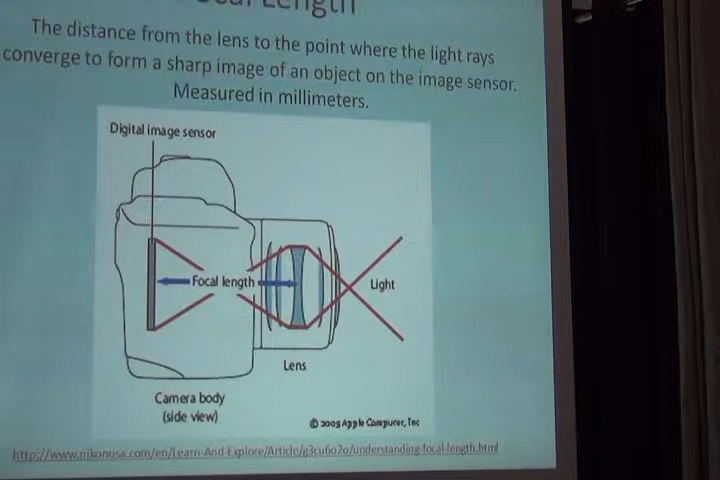 Focal Length
The distance from the lens to the point where the light rays
converge to form a sharp image of an object on the image sensor.
Measured in millimeters.
Digital image sensor
Focal length
Light
Lens
Camera body
(side view)
© 2005 Apple Computer, Inc
http://www.nikonusa.com/en/Learn-And-Explore/Article/g3cu6o2o/understanding-focal-length.html